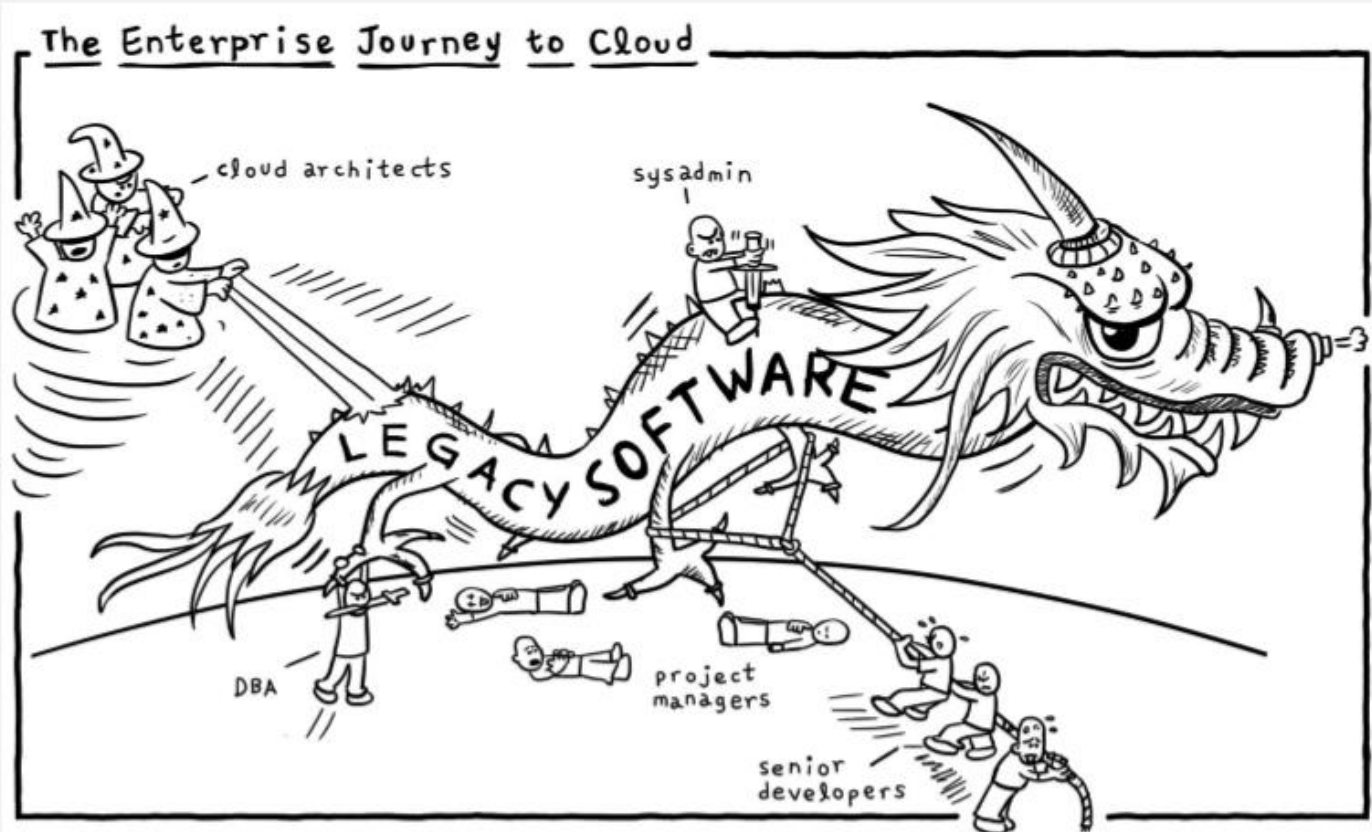 The Enterprise Journey to Cloud
cloud architects
sysadmin
LEGACY SOFTWARE
DBA
project
managers
senior
developers